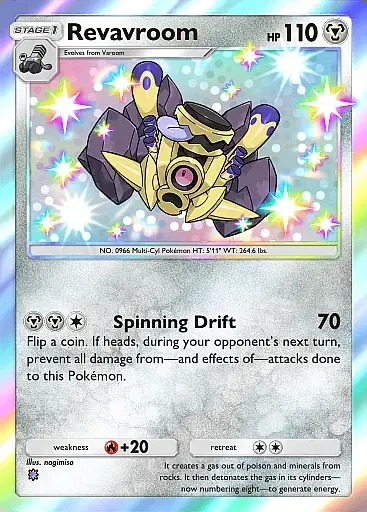 STAGE 1
Revavroom
HP 110
Evolves from Varoom
NO. 0966 Multi-Cyl Pokémon HT: 5'11" WT: 264.6 lbs.
Spinning Drift 70
Flip a coin. If heads, during your opponent's next turn,
prevent all damage from—and effects of—attacks done
to this Pokémon.
weakness +20 retreat
Illus. nagimiso
It creates a gas out of poison and minerals from
rocks. It then detonates the gas in its cylinders—
now numbering eight—to generate energy.